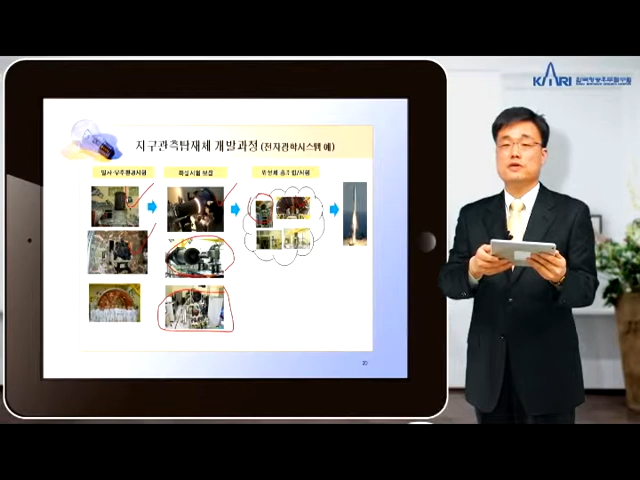 KARI
한국항공우주연구원
지구관측탑재체 개발과정 (전자광학시스템 예)
발사·우주환경시험
특성시험 보정
위성체 총조립/시험
20